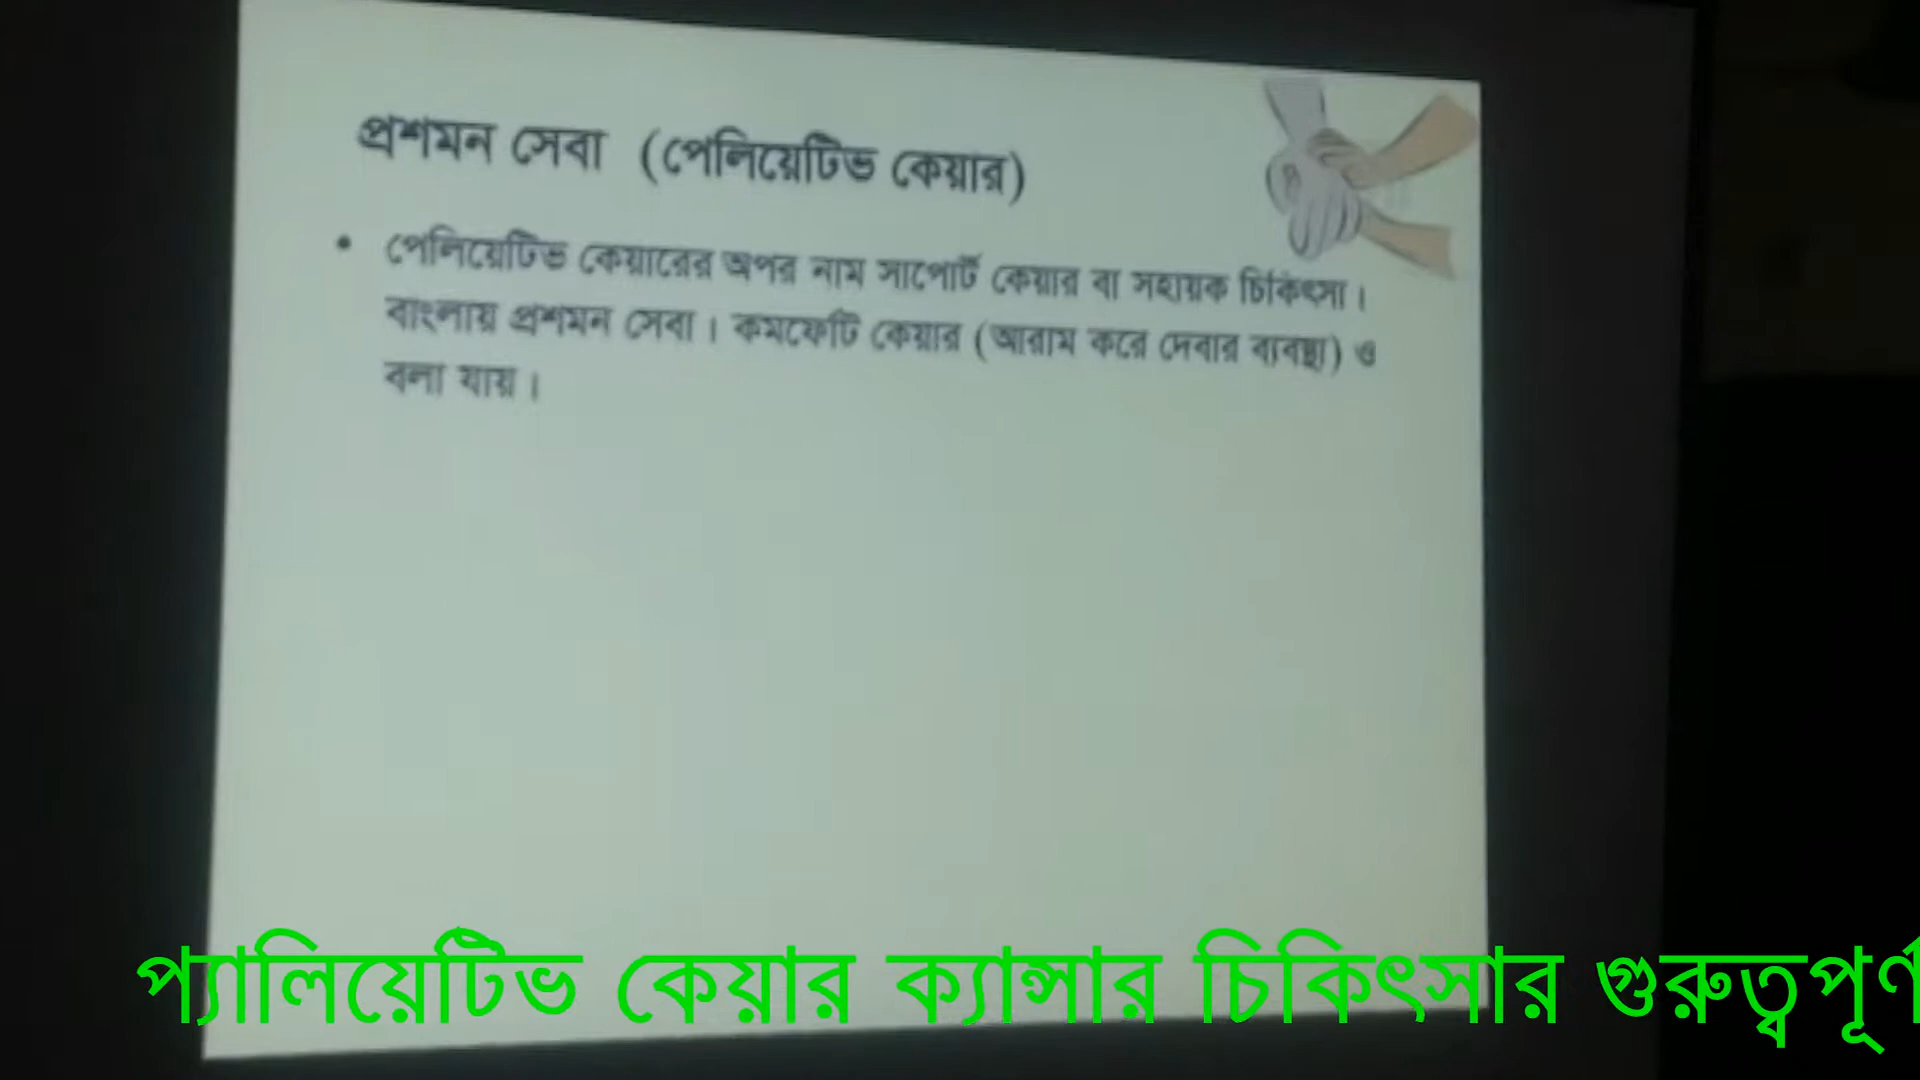 প্রশমন সেবা (পেলিয়েটিভ কেয়ার)
• পেলিয়েটিভ কেয়ারের অপর নাম সাপোর্ট কেয়ার বা সহায়ক চিকিৎসা।
বাংলায় প্রশমন সেবা। কমফের্টি কেয়ার (আরাম করে দেবার ব্যবস্থা) ও
বলা যায়।
প্যালিয়েটিভ কেয়ার ক্যান্সার চিকিৎসার গুরুত্বপূর্ণ